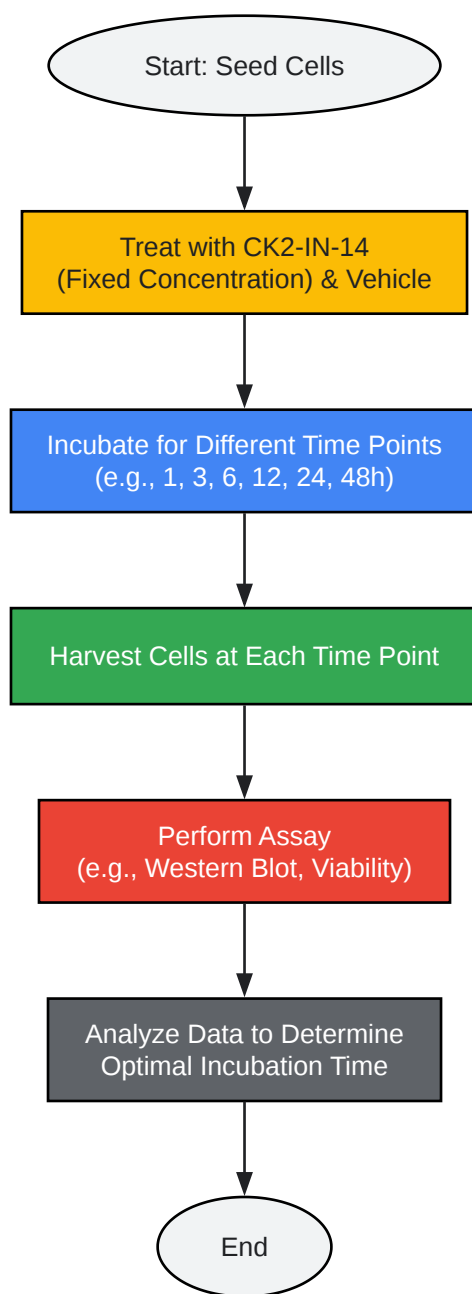 Start: Seed Cells
Treat with CK2-IN-14
(Fixed Concentration) & Vehicle
Incubate for Different Time Points
(e.g., 1, 3, 6, 12, 24, 48h)
Harvest Cells at Each Time Point
Perform Assay
(e.g., Western Blot, Viability)
Analyze Data to Determine
Optimal Incubation Time
End